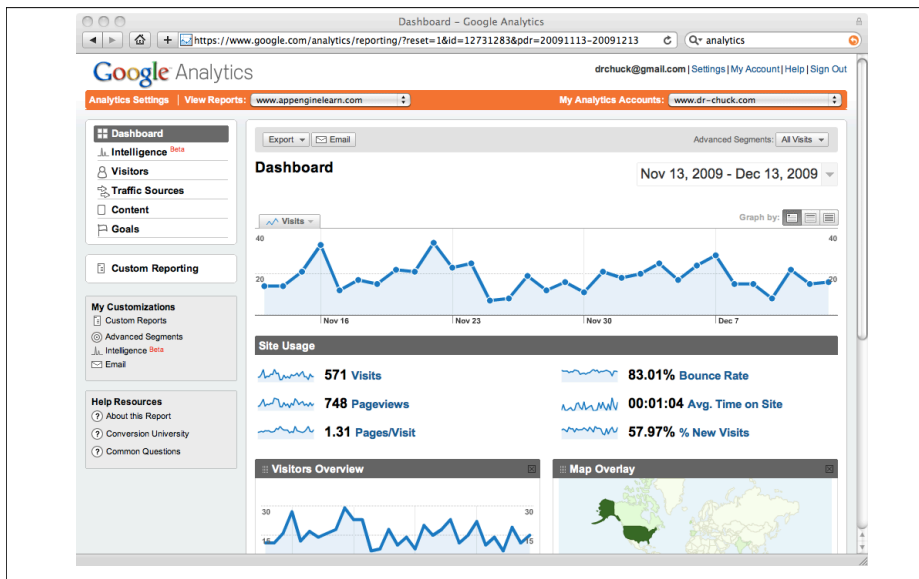 Dashboard – Google Analytics
https://www.google.com/analytics/reporting/?reset=1&id=12731283&pdr=20091113-20091213
analytics
Google Analytics
drchuck@gmail.com | Settings | My Account | Help | Sign Out
Analytics Settings | View Reports: www.appenginelearn.com
My Analytics Accounts: www.dr-chuck.com
Dashboard
Intelligence Beta
Visitors
Traffic Sources
Content
Goals
Custom Reporting
My Customizations
Custom Reports
Advanced Segments
Intelligence Beta
Email
Help Resources
? About this Report
? Conversion University
? Common Questions
Export Email
Advanced Segments: All Visits
Dashboard
Nov 13, 2009 - Dec 13, 2009
Visits
Graph by:
40 40
20 20
Nov 16 Nov 23 Nov 30 Dec 7
Site Usage
571 Visits
83.01% Bounce Rate
748 Pageviews
00:01:04 Avg. Time on Site
1.31 Pages/Visit
57.97% % New Visits
Visitors Overview
Map Overlay
30 30
15 15